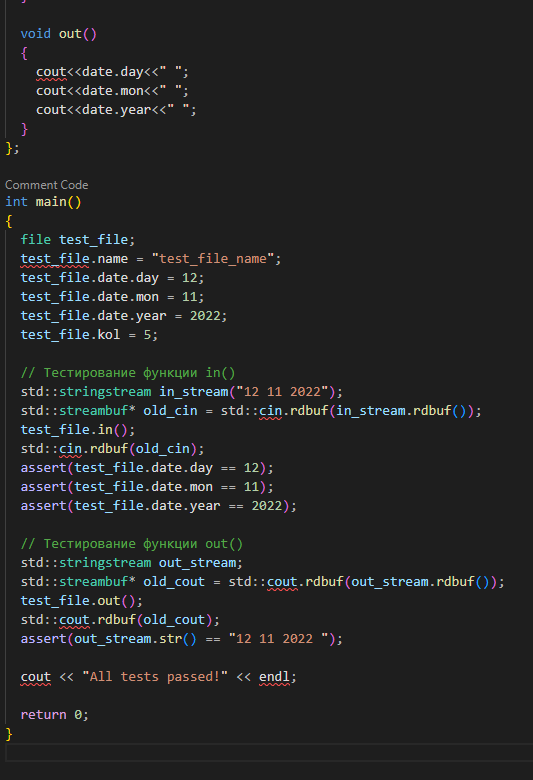 }
void out()
{
cout<<date.day<<" ";
cout<<date.mon<<" ";
cout<<date.year<<" ";
}
};
Comment Code
int main()
{
file test_file;
test_file.name = "test_file_name";
test_file.date.day = 12;
test_file.date.mon = 11;
test_file.date.year = 2022;
test_file.kol = 5;
// Тестирование функции in()
std::stringstream in_stream("12 11 2022");
std::streambuf* old_cin = std::cin.rdbuf(in_stream.rdbuf());
test_file.in();
std::cin.rdbuf(old_cin);
assert(test_file.date.day == 12);
assert(test_file.date.mon == 11);
assert(test_file.date.year == 2022);
// Тестирование функции out()
std::stringstream out_stream;
std::streambuf* old_cout = std::cout.rdbuf(out_stream.rdbuf());
test_file.out();
std::cout.rdbuf(old_cout);
assert(out_stream.str() == "12 11 2022 ");
cout << "All tests passed!" << endl;
return 0;
}